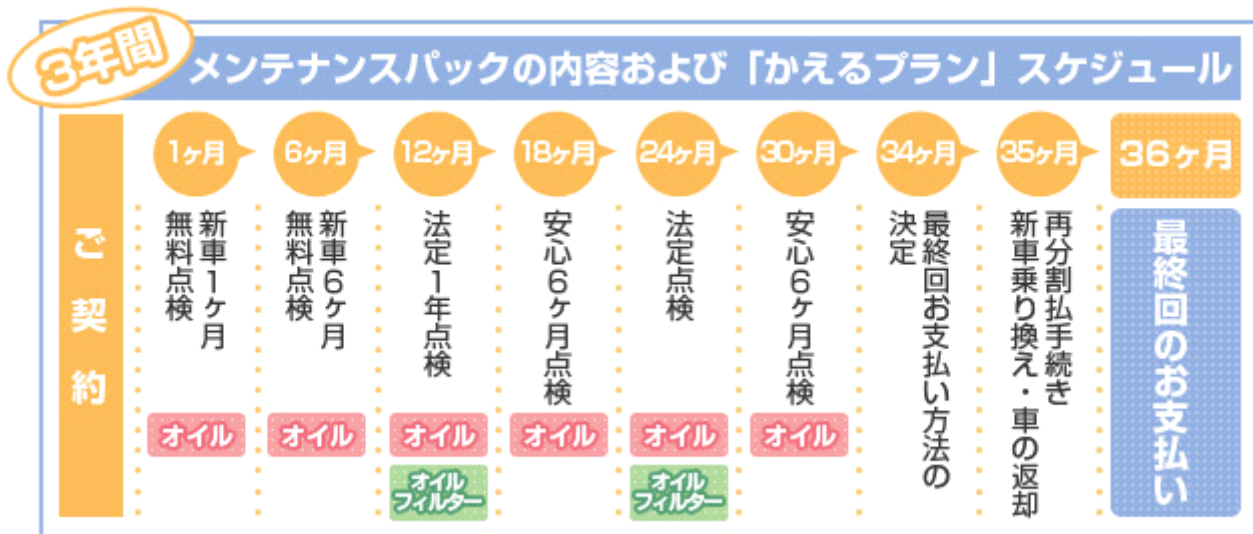 3年間
メンテナンスパックの内容および「かえるプラン」スケジュール
ご契約
1ヶ月
新車1ヶ月
無料点検
オイル
6ヶ月
新車6ヶ月
無料点検
オイル
12ヶ月
法定1年点検
オイル
オイル
フィルター
18ヶ月
安心6ヶ月点検
オイル
24ヶ月
法定点検
オイル
オイル
フィルター
30ヶ月
安心6ヶ月点検
オイル
34ヶ月
最終回お支払い方法の
決定
35ヶ月
再分割払手続き
新車乗り換え・車の返却
36ヶ月
最終回のお支払い